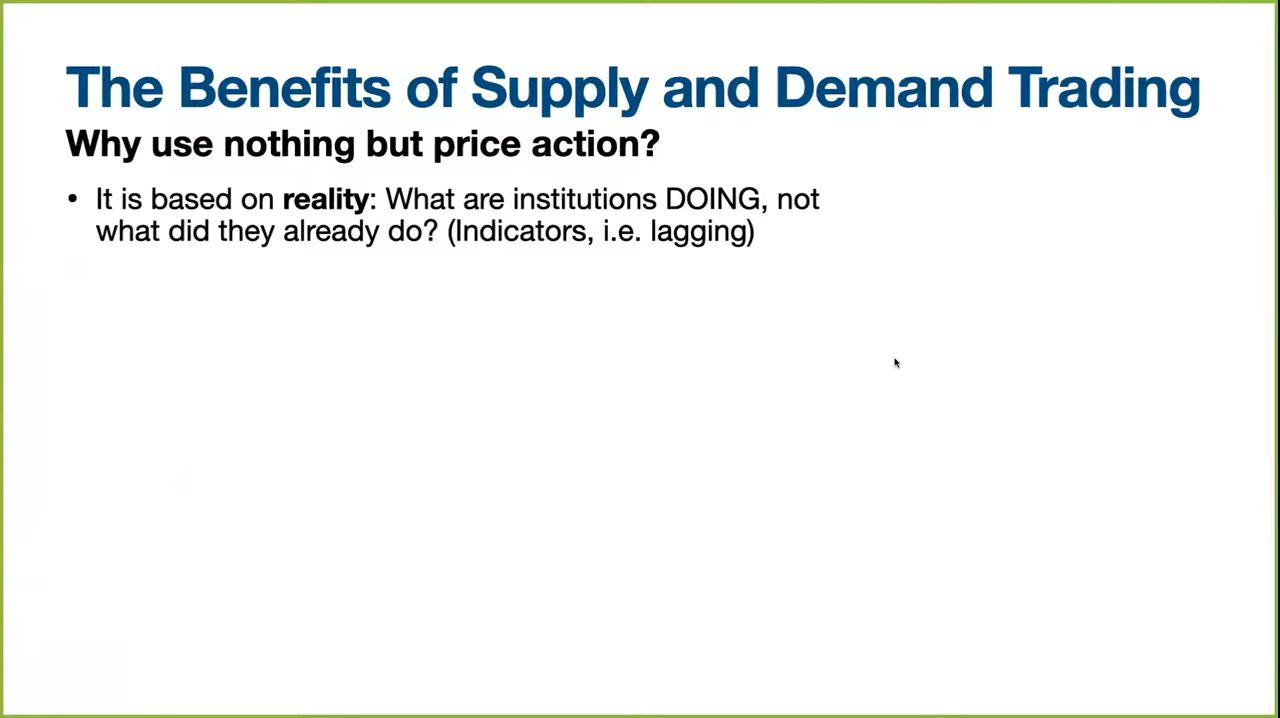 The Benefits of Supply and Demand Trading
Why use nothing but price action?
• It is based on reality: What are institutions DOING, not
what did they already do? (Indicators, i.e. lagging)